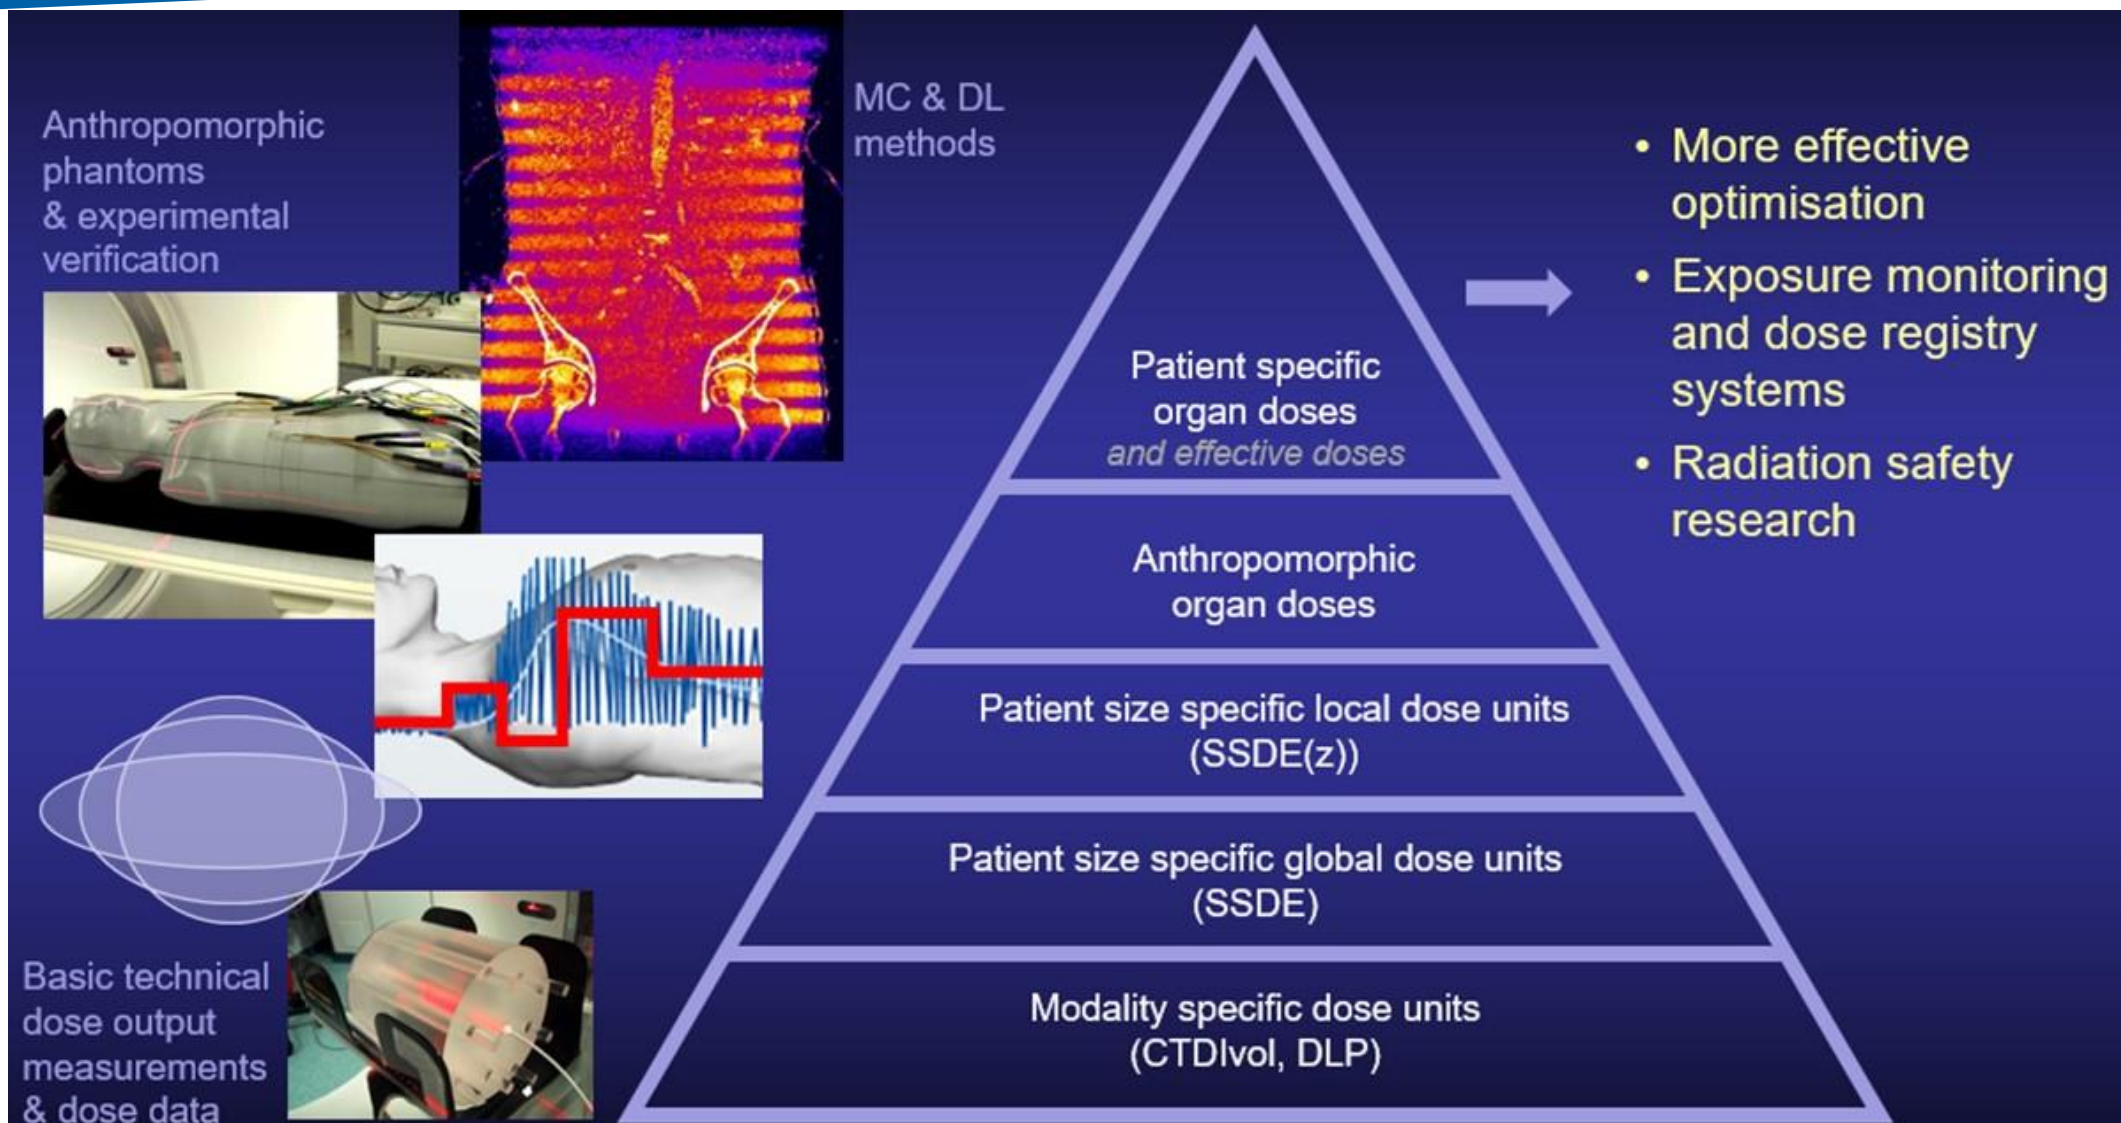 Anthropomorphic
phantoms
& experimental
verification
MC & DL
methods
Basic technical
dose output
measurements
& dose data
Patient specific
organ doses
and effective doses
Anthropomorphic
organ doses
Patient size specific local dose units
(SSDE(z))
Patient size specific global dose units
(SSDE)
Modality specific dose units
(CTDIvol, DLP)
• More effective
optimisation
• Exposure monitoring
and dose registry
systems
• Radiation safety
research